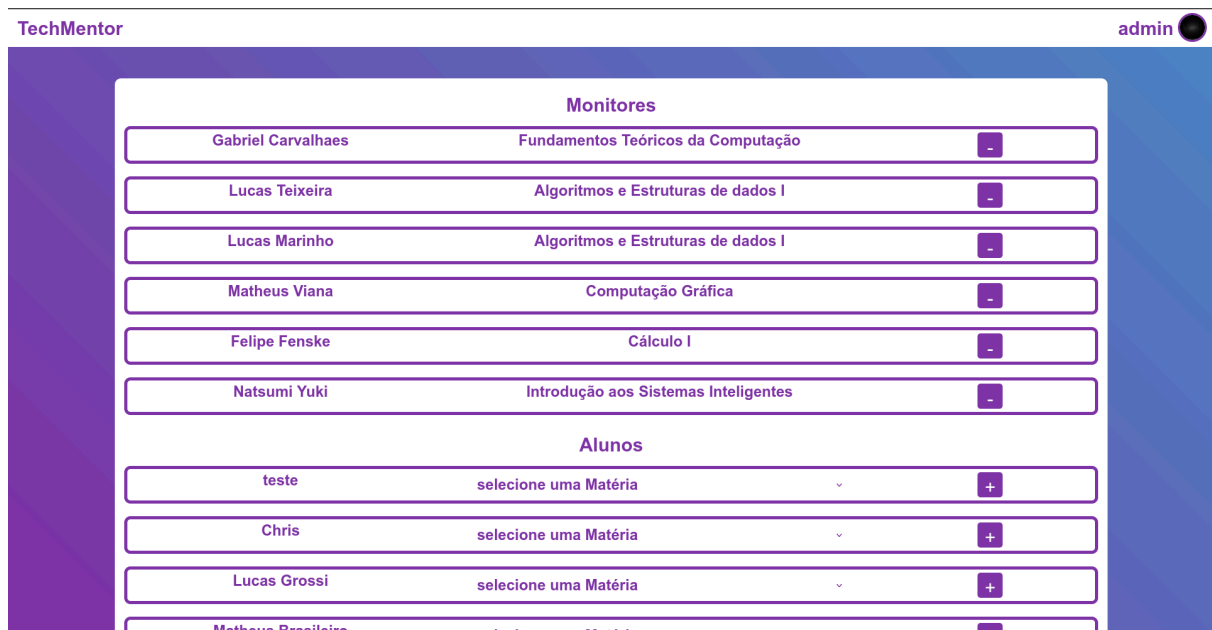 TechMentor admin
Monitores
Gabriel Carvalhaes Fundamentos Teóricos da Computação -
Lucas Teixeira Algoritmos e Estruturas de dados I -
Lucas Marinho Algoritmos e Estruturas de dados I -
Matheus Viana Computação Gráfica -
Felipe Fenske Cálculo I -
Natsumi Yuki Introdução aos Sistemas Inteligentes -
Alunos
teste selecione uma Matéria +
Chris selecione uma Matéria +
Lucas Grossi selecione uma Matéria +
Matheus Brasileiro